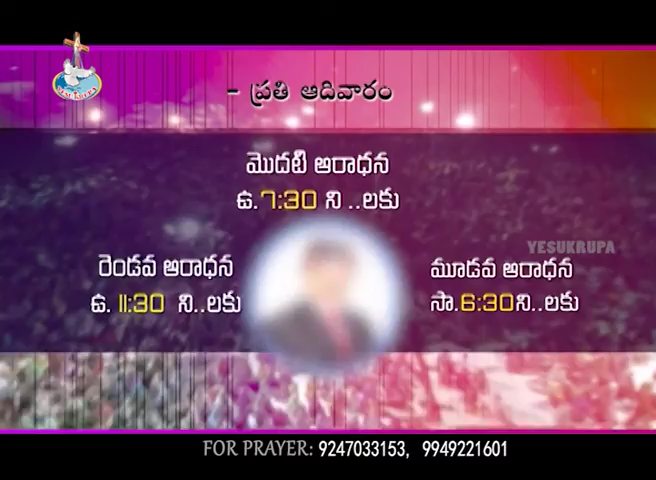 - ప్రతి ఆదివారం
మొదటి ఆరాధన
ఉ.7:30 ని ..లకు
YESUKRUPA
రెండవ ఆరాధన
ఉ. 11:30 ని..లకు
మూడవ ఆరాధన
సా.6:30ని..లకు
FOR PRAYER: 9247033153, 9949221601